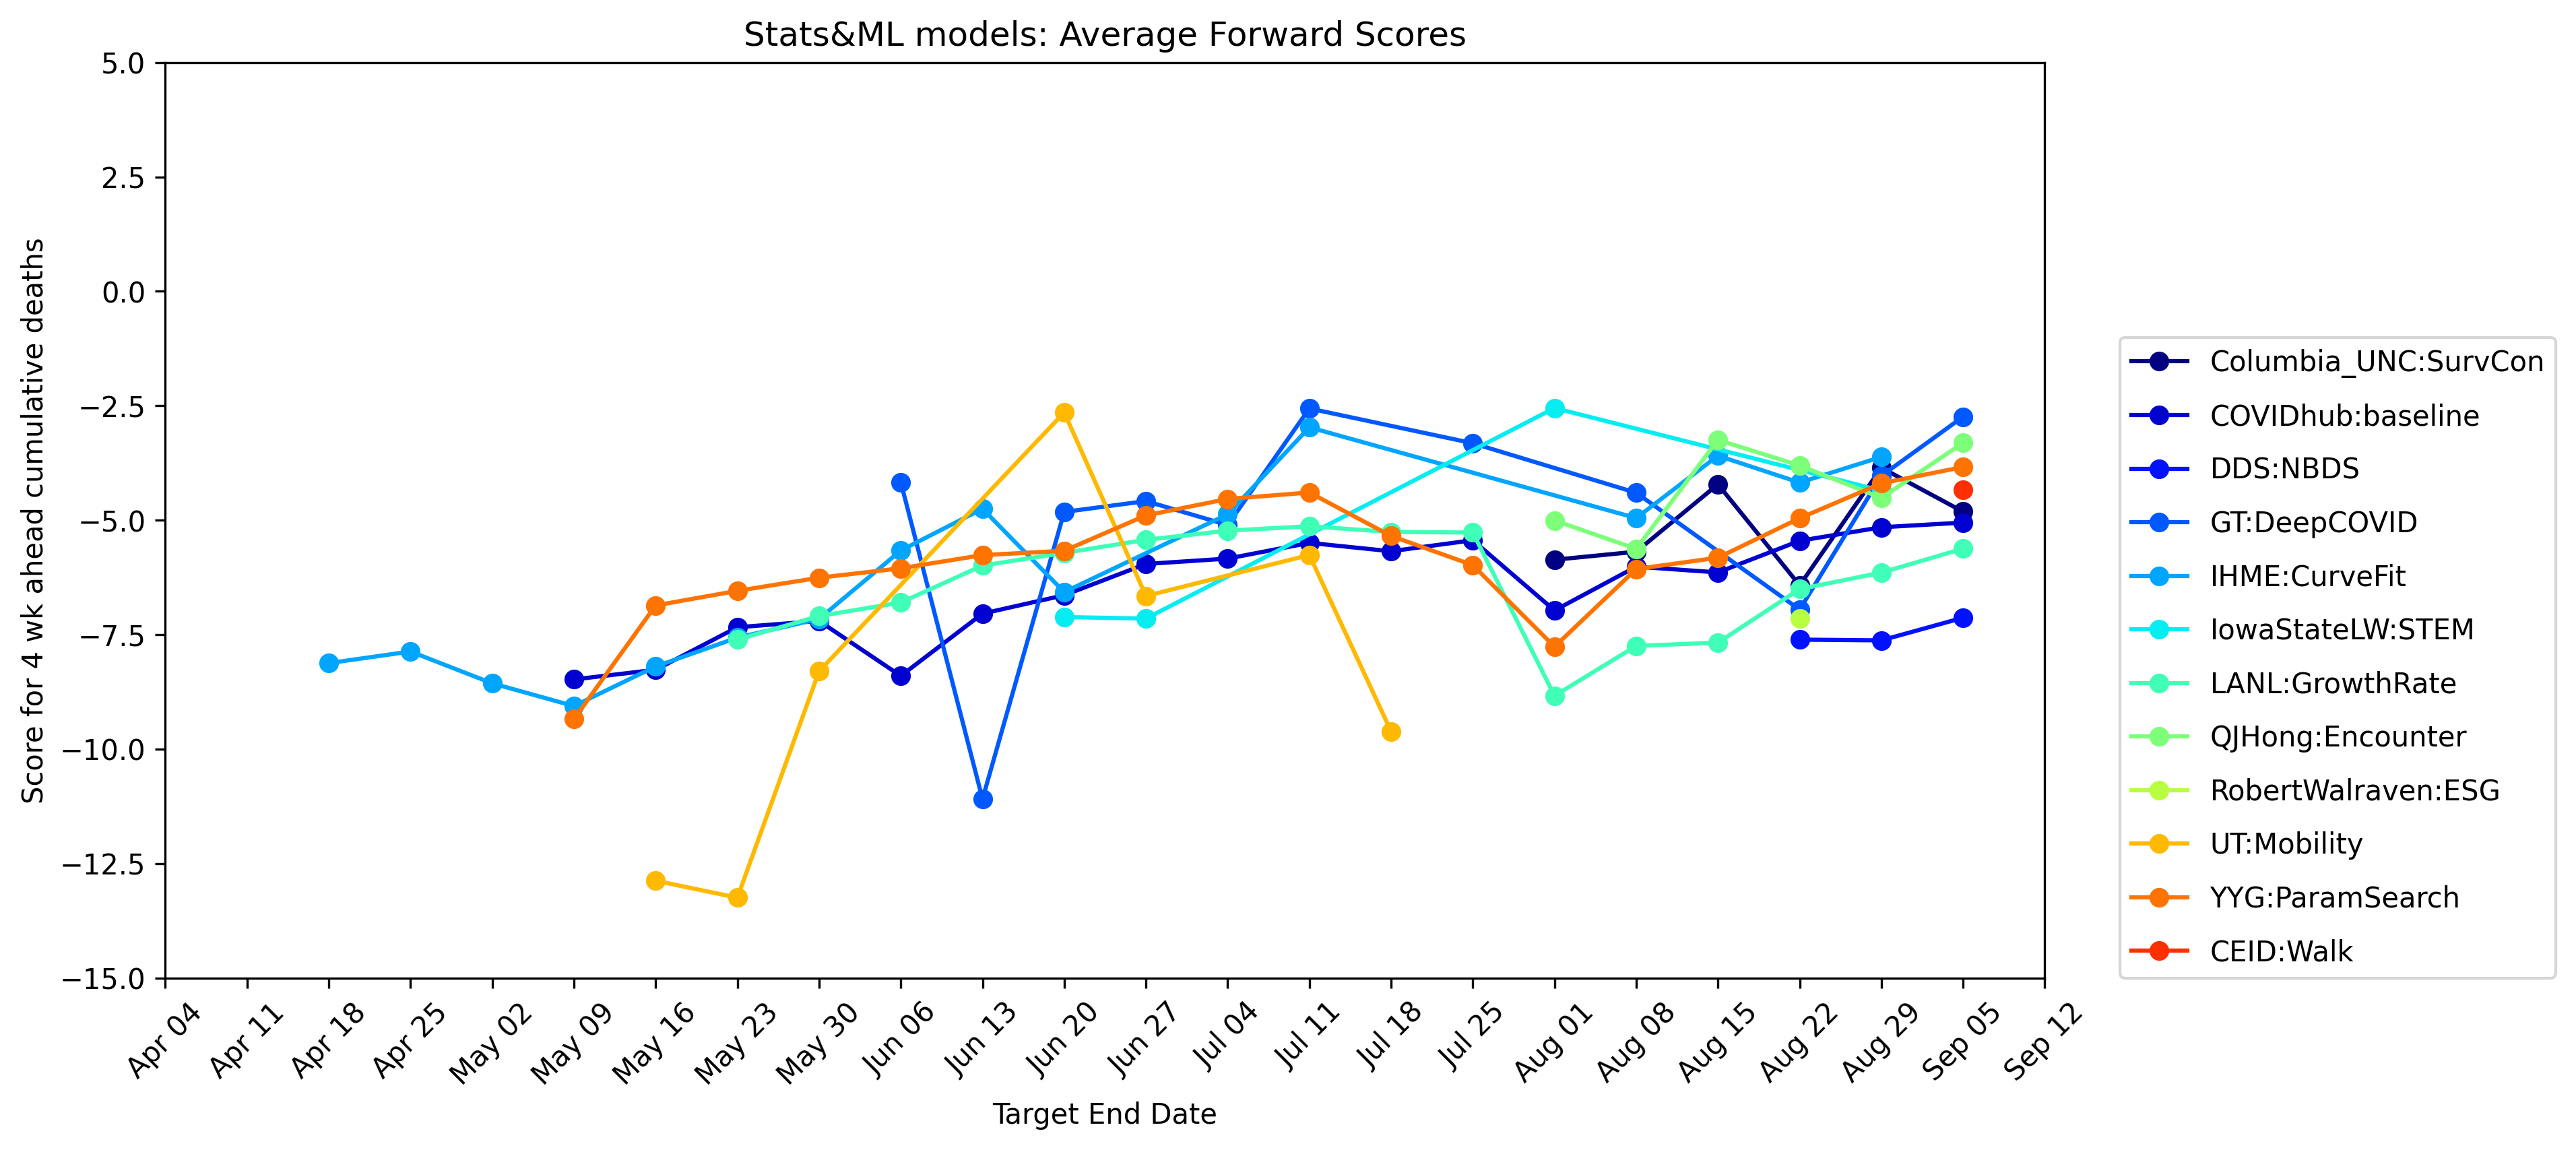 Stats&ML models: Average Forward Scores
Score for 4 wk ahead cumulative deaths
5.0
2.5
0.0
−2.5
−5.0
−7.5
−10.0
−12.5
−15.0
Apr 04
Apr 11
Apr 18
Apr 25
May 02
May 09
May 16
May 23
May 30
Jun 06
Jun 13
Jun 20
Jun 27
Jul 04
Jul 11
Jul 18
Jul 25
Aug 01
Aug 08
Aug 15
Aug 22
Aug 29
Sep 05
Sep 12
Target End Date
Columbia_UNC:SurvCon
COVIDhub:baseline
DDS:NBDS
GT:DeepCOVID
IHME:CurveFit
IowaStateLW:STEM
LANL:GrowthRate
QJHong:Encounter
RobertWalraven:ESG
UT:Mobility
YYG:ParamSearch
CEID:Walk